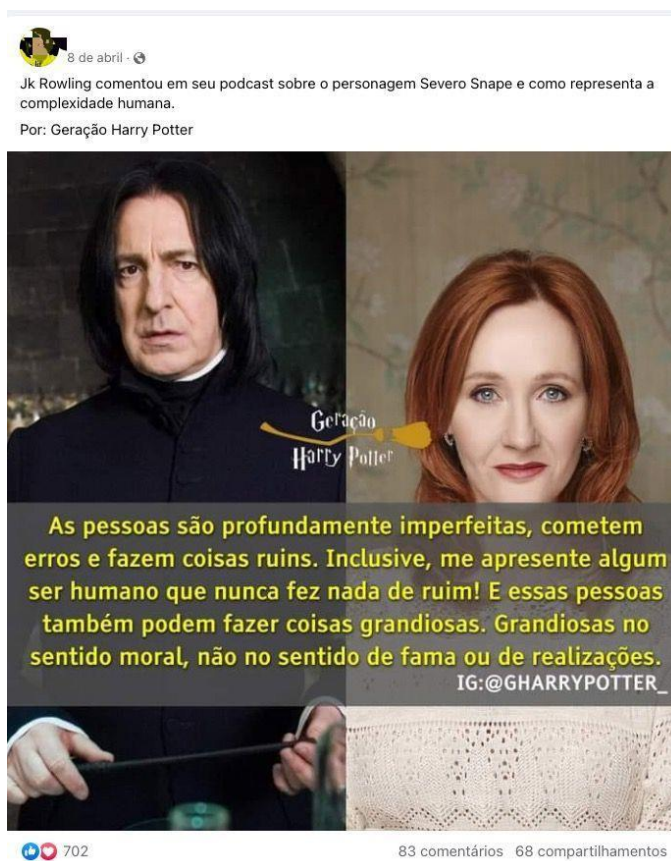 8 de abril ·
Jk Rowling comentou em seu podcast sobre o personagem Severo Snape e como representa a
complexidade humana.
Por: Geração Harry Potter
Geração
Harry Potter
As pessoas são profundamente imperfeitas, cometem
erros e fazem coisas ruins. Inclusive, me apresente algum
ser humano que nunca fez nada de ruim! E essas pessoas
também podem fazer coisas grandiosas. Grandiosas no
sentido moral, não no sentido de fama ou de realizações.
IG:@GHARRYPOTTER_
702
83 comentários 68 compartilhamentos